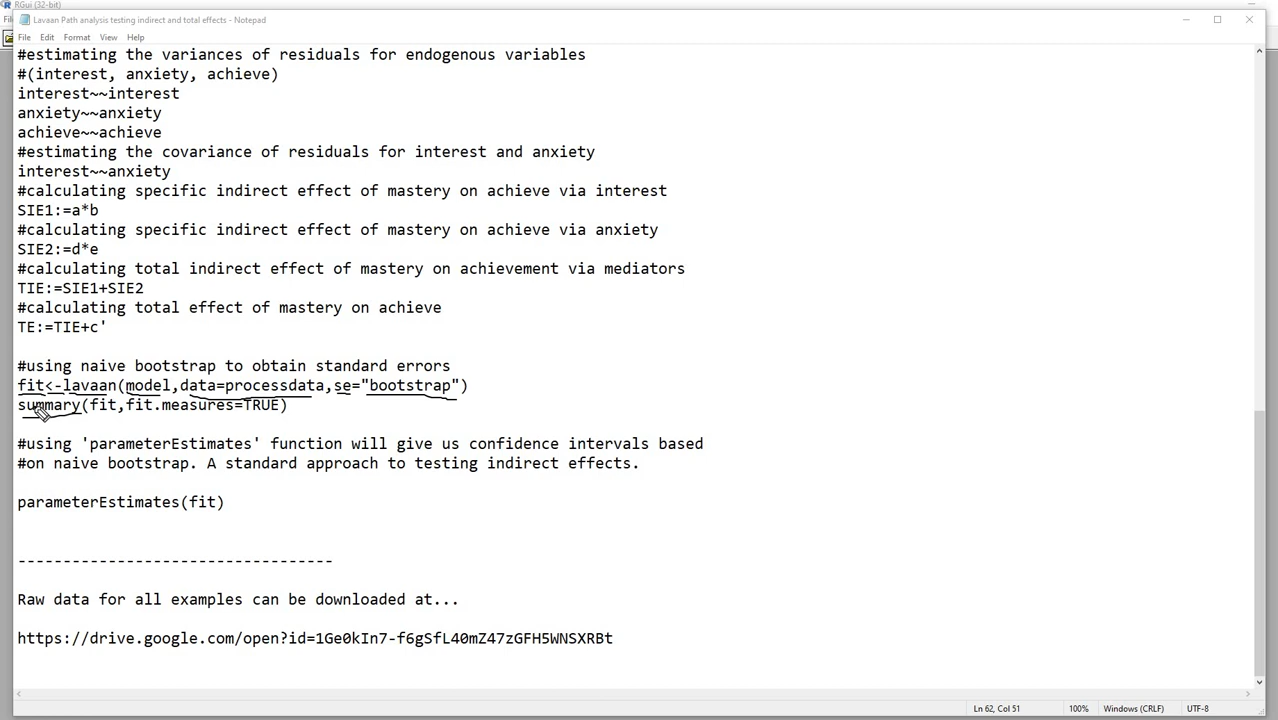 RGui (32-bit)
Lavaan Path analysis testing indirect and total effects - Notepad
File Edit Format View Help
#estimating the variances of residuals for endogenous variables
#(interest, anxiety, achieve)
interest~~interest
anxiety~~anxiety
achieve~~achieve
#estimating the covariance of residuals for interest and anxiety
interest~~anxiety
#calculating specific indirect effect of mastery on achieve via interest
SIE1:=a*b
#calculating specific indirect effect of mastery on achieve via anxiety
SIE2:=d*e
#calculating total indirect effect of mastery on achievement via mediators
TIE:=SIE1+SIE2
#calculating total effect of mastery on achieve
TE:=TIE+c'
#using naive bootstrap to obtain standard errors
fit<-lavaan(model,data=processdata,se="bootstrap")
summary(fit,fit.measures=TRUE)
#using 'parameterEstimates' function will give us confidence intervals based
#on naive bootstrap. A standard approach to testing indirect effects.
parameterEstimates(fit)
-----------------------------------
Raw data for all examples can be downloaded at...
https://drive.google.com/open?id=1Ge0kIn7-f6gSfL40mZ47zGFH5WNSXRBt
Ln 62, Col 51 100% Windows (CRLF) UTF-8